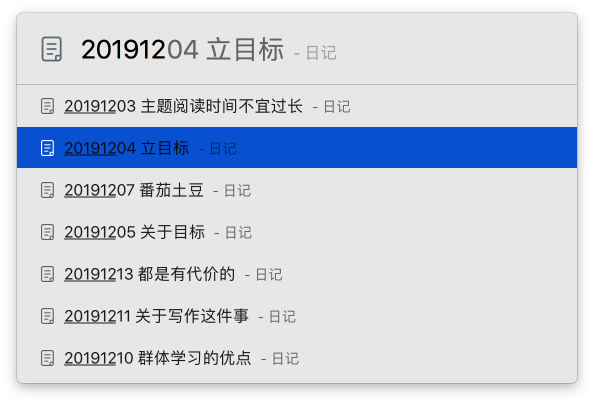 20191204 立目标 - 日记
20191203 主题阅读时间不宜过长 - 日记
20191204 立目标 - 日记
20191207 番茄土豆 - 日记
20191205 关于目标 - 日记
20191213 都是有代价的 - 日记
20191211 关于写作这件事 - 日记
20191210 群体学习的优点 - 日记